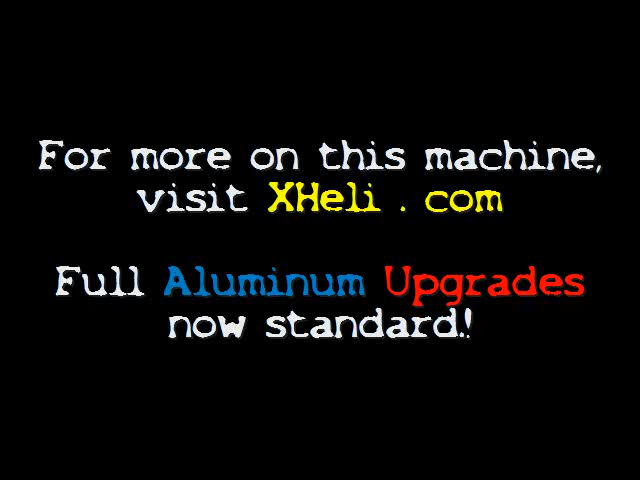 For more on this machine,
visit XHeli . com
Full Aluminum Upgrades
now standard.!